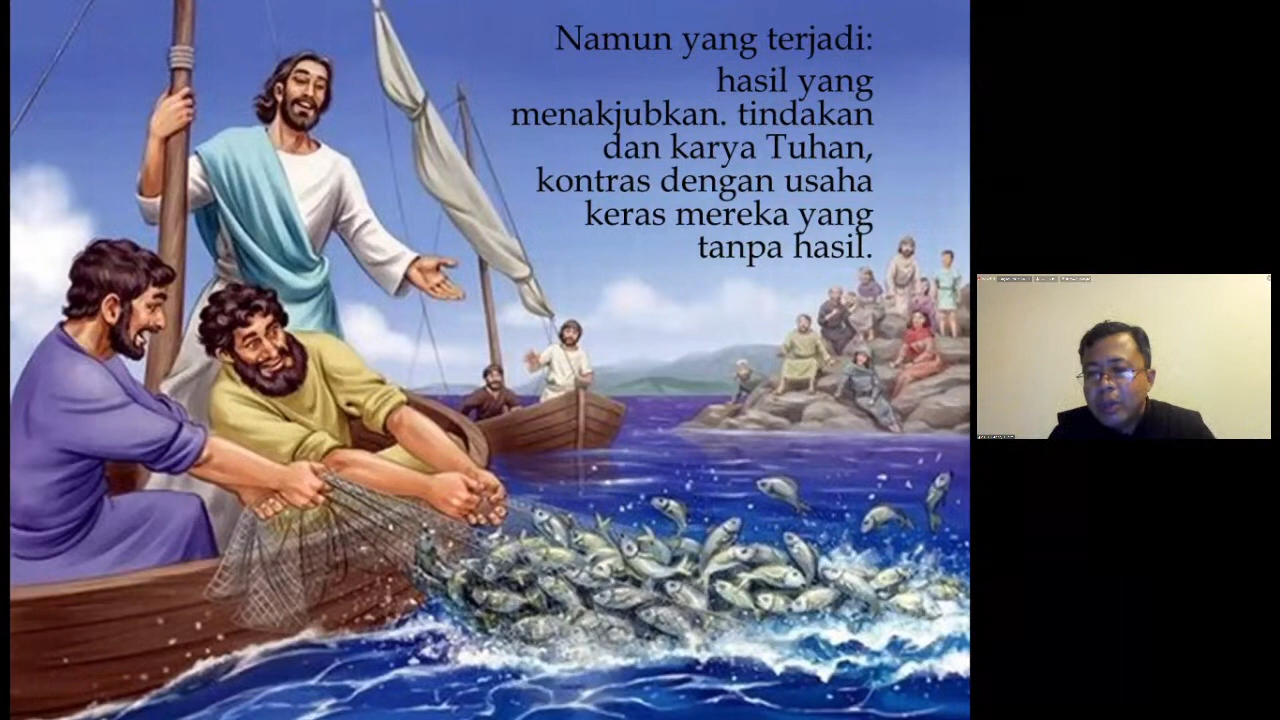 Namun yang terjadi:
hasil yang
menakjubkan. tindakan
dan karya Tuhan,
kontras dengan usaha
keras mereka yang
tanpa hasil.